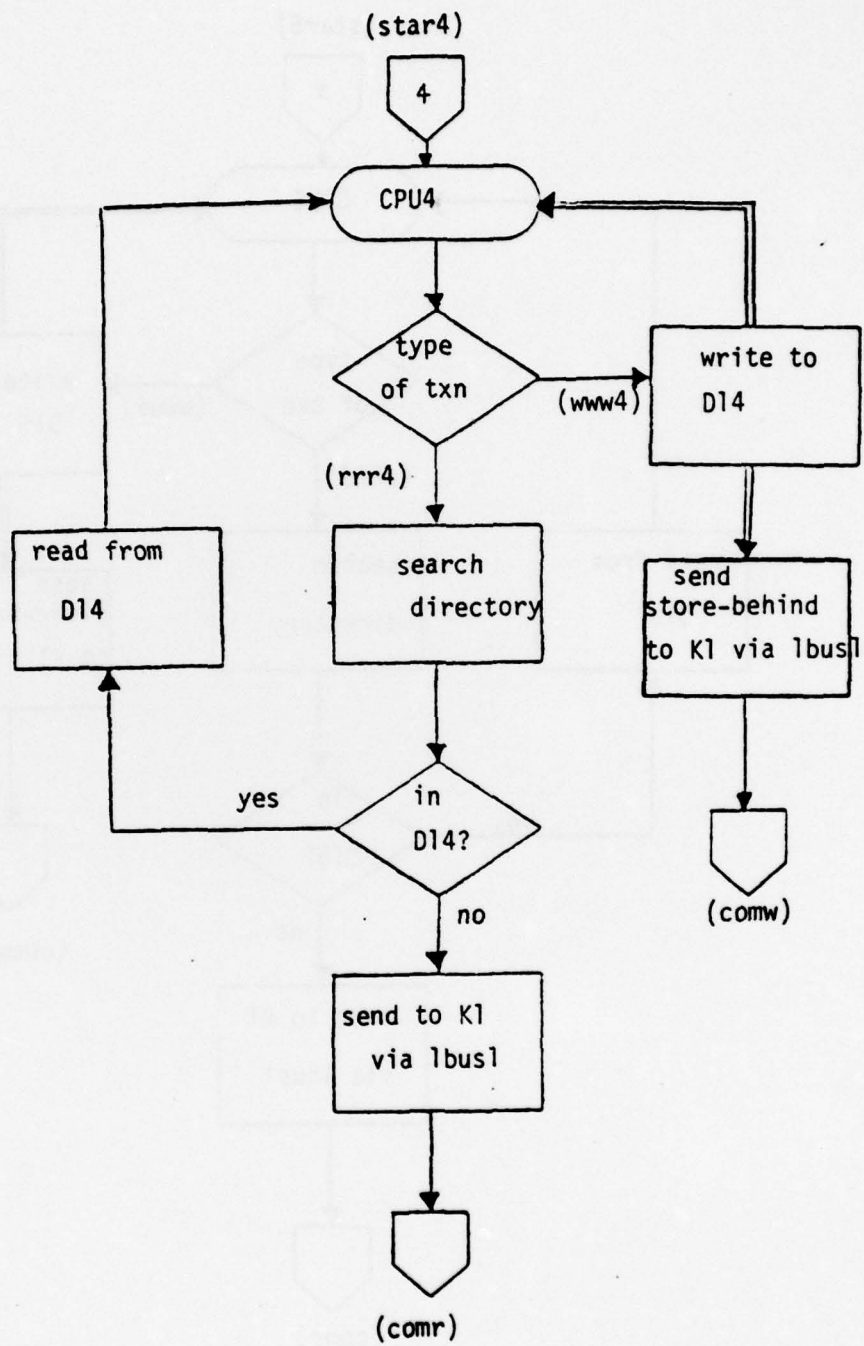 (star4)
4
CPU4
type
of txn
(www4)
write to
D14
(rrr4)
read from
D14
search
directory
send
store-behind
to K1 via lbus1
yes
in
D14?
no
(comw)
send to K1
via lbus1
(comr)